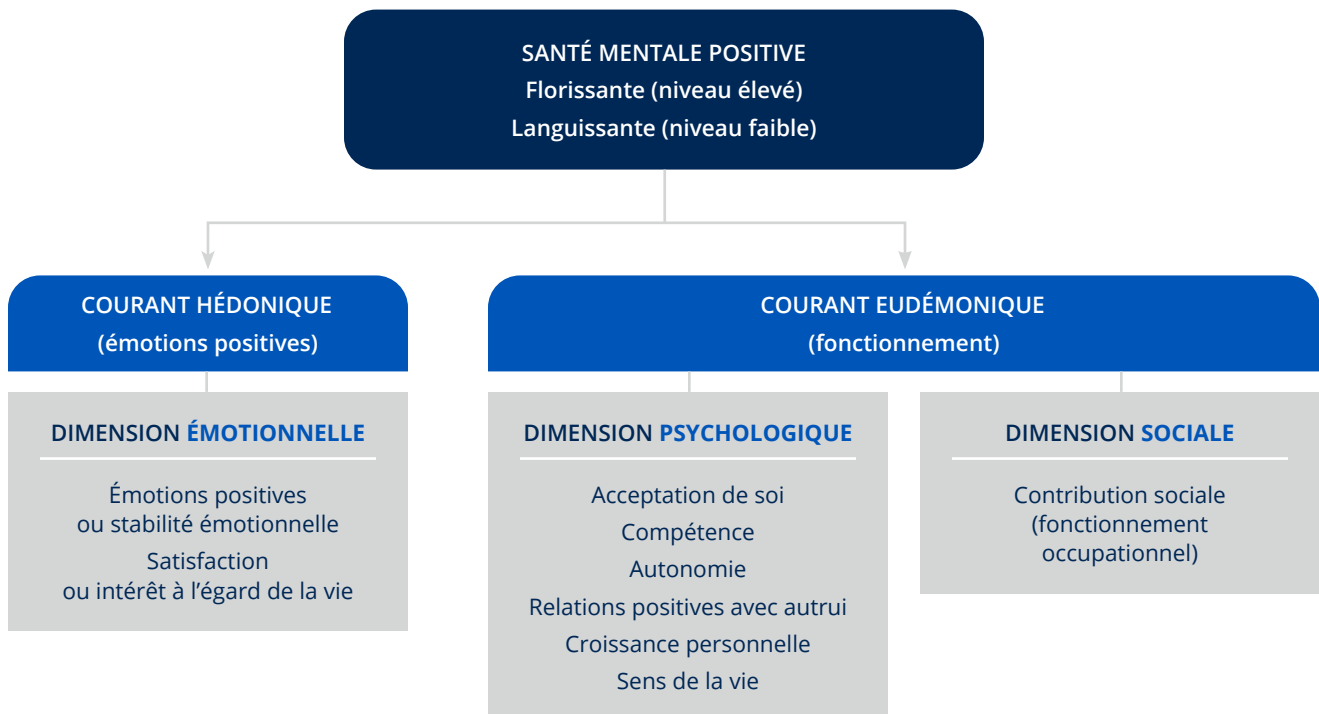 SANTÉ MENTALE POSITIVE
Florissante (niveau élevé)
Languissante (niveau faible)
COURANT HÉDONIQUE
(émotions positives)
COURANT EUDÉMONIQUE
(fonctionnement)
DIMENSION ÉMOTIONNELLE
Émotions positives
ou stabilité émotionnelle
Satisfaction
ou intérêt à l’égard de la vie
DIMENSION PSYCHOLOGIQUE
Acceptation de soi
Compétence
Autonomie
Relations positives avec autrui
Croissance personnelle
Sens de la vie
DIMENSION SOCIALE
Contribution sociale
(fonctionnement
occupationnel)